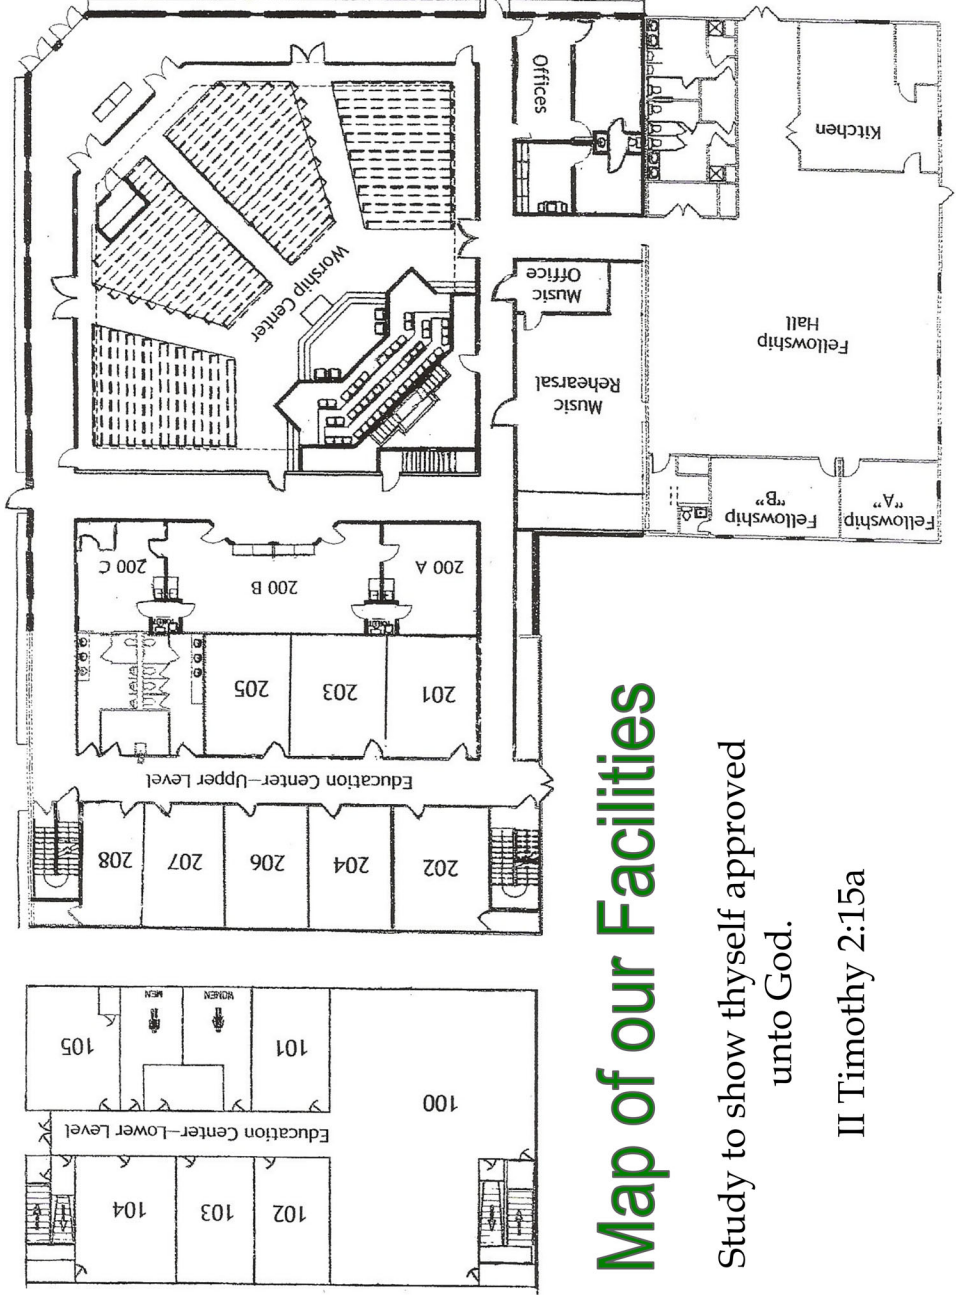 Map of our Facilities
Study to show thyself approved
unto God.
II Timothy 2:15a
Offices
Kitchen
Worship Center
Music
Office
Music
Rehearsal
Fellowship
Hall
Fellowship
"B"
Fellowship
"A"
200 C
200 B
200 A
TOILET
TOILET
205
203
201
Education Center–Upper Level
208
207
206
204
202
105
MEN
WOMEN
101
100
Education Center–Lower Level
104
103
102